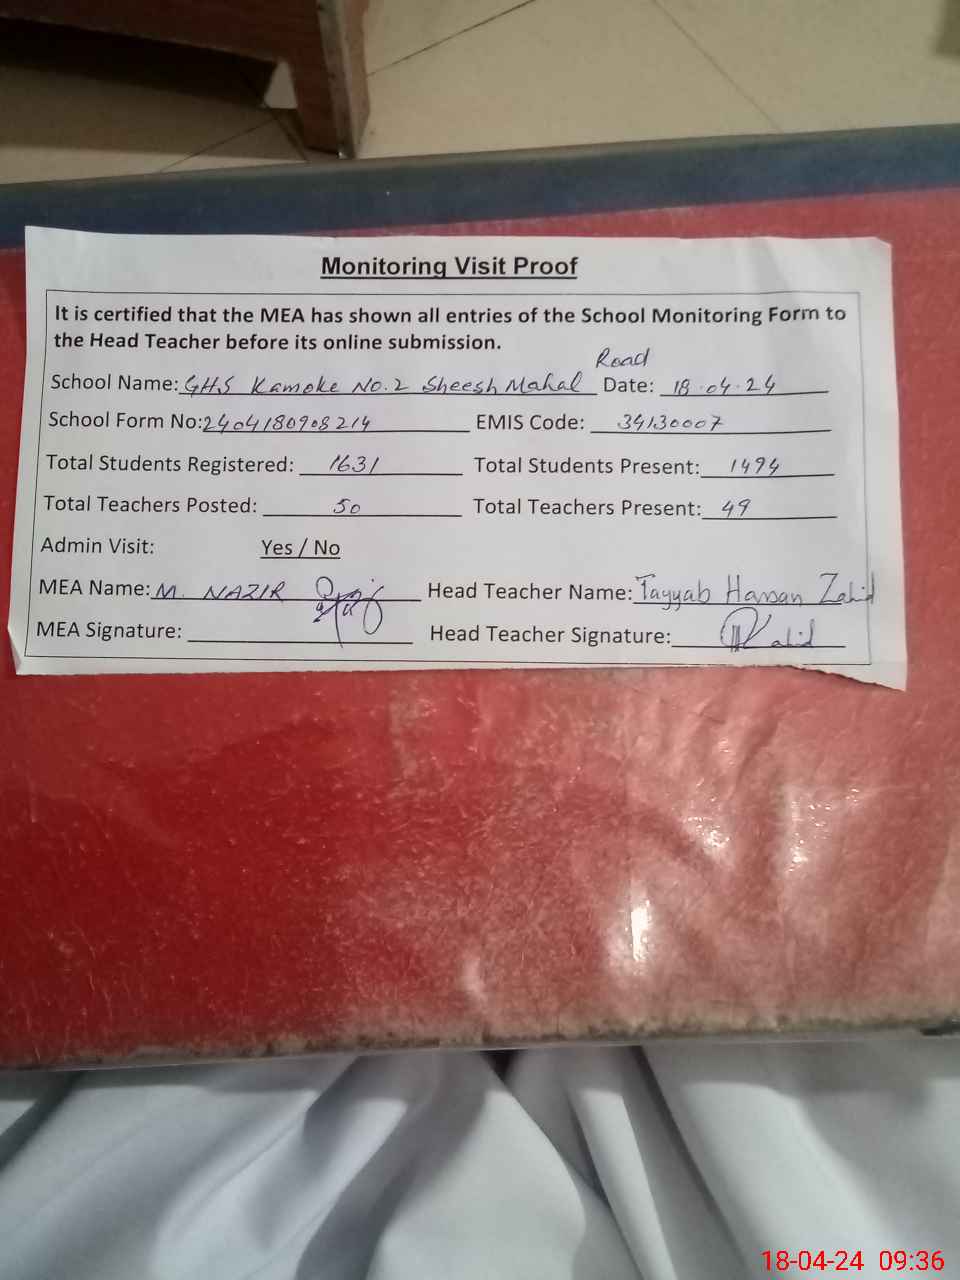 Monitoring Visit Proof
It is certified that the MEA has shown all entries of the School Monitoring Form to
the Head Teacher before its online submission.
Road
School Name: GHS Kamoke No.2 Sheesh Mahal Date: 18.04.24
School Form No: 2404180908214 EMIS Code: 34130007
Total Students Registered: 1631 Total Students Present: 1494
Total Teachers Posted: 50 Total Teachers Present: 49
Admin Visit: Yes / No
MEA Name: M. NAZIR Head Teacher Name: Tayyab Hassan Zahid
MEA Signature: Head Teacher Signature: Zahid
18-04-24 09:36